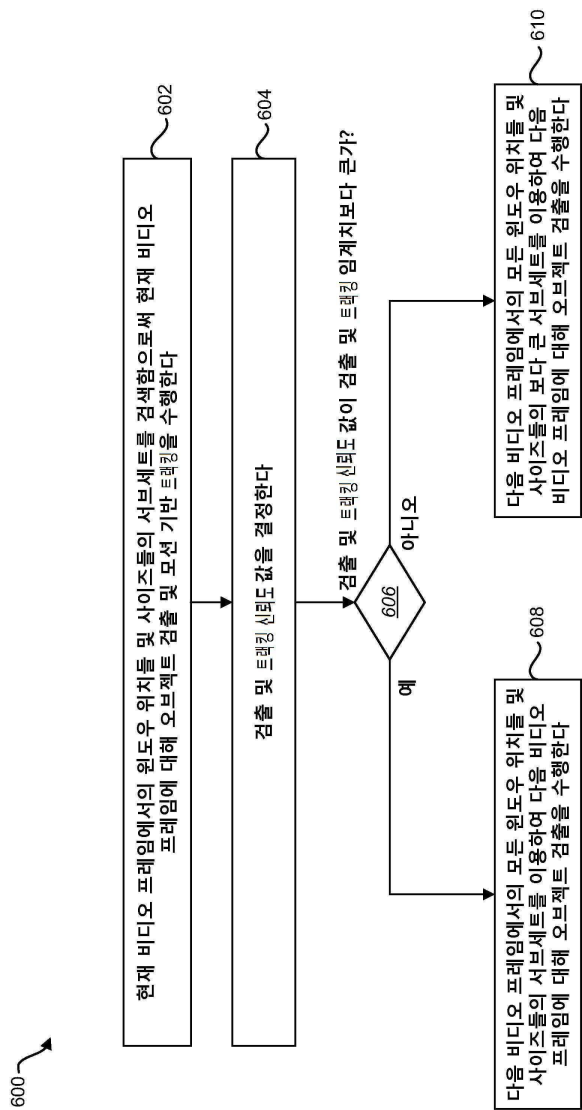 600
현재 비디오 프레임에서의 윈도우 위치들 및 사이즈들의 서브세트를 검색함으로써 현재 비디오
프레임에 대해 오브젝트 검출 및 모션 기반 트래킹을 수행한다
602
검출 및 트래킹 신뢰도 값을 결정한다
604
검출 및 트래킹 신뢰도 값이 검출 및 트래킹 임계치보다 큰가?
606
예
아니오
다음 비디오 프레임에서의 모든 윈도우 위치들 및
사이즈들의 서브세트를 이용하여 다음 비디오
프레임에 대해 오브젝트 검출을 수행한다
608
다음 비디오 프레임에서의 모든 윈도우 위치들 및
사이즈들의 보다 큰 서브세트를 이용하여 다음
비디오 프레임에 대해 오브젝트 검출을 수행한다
610